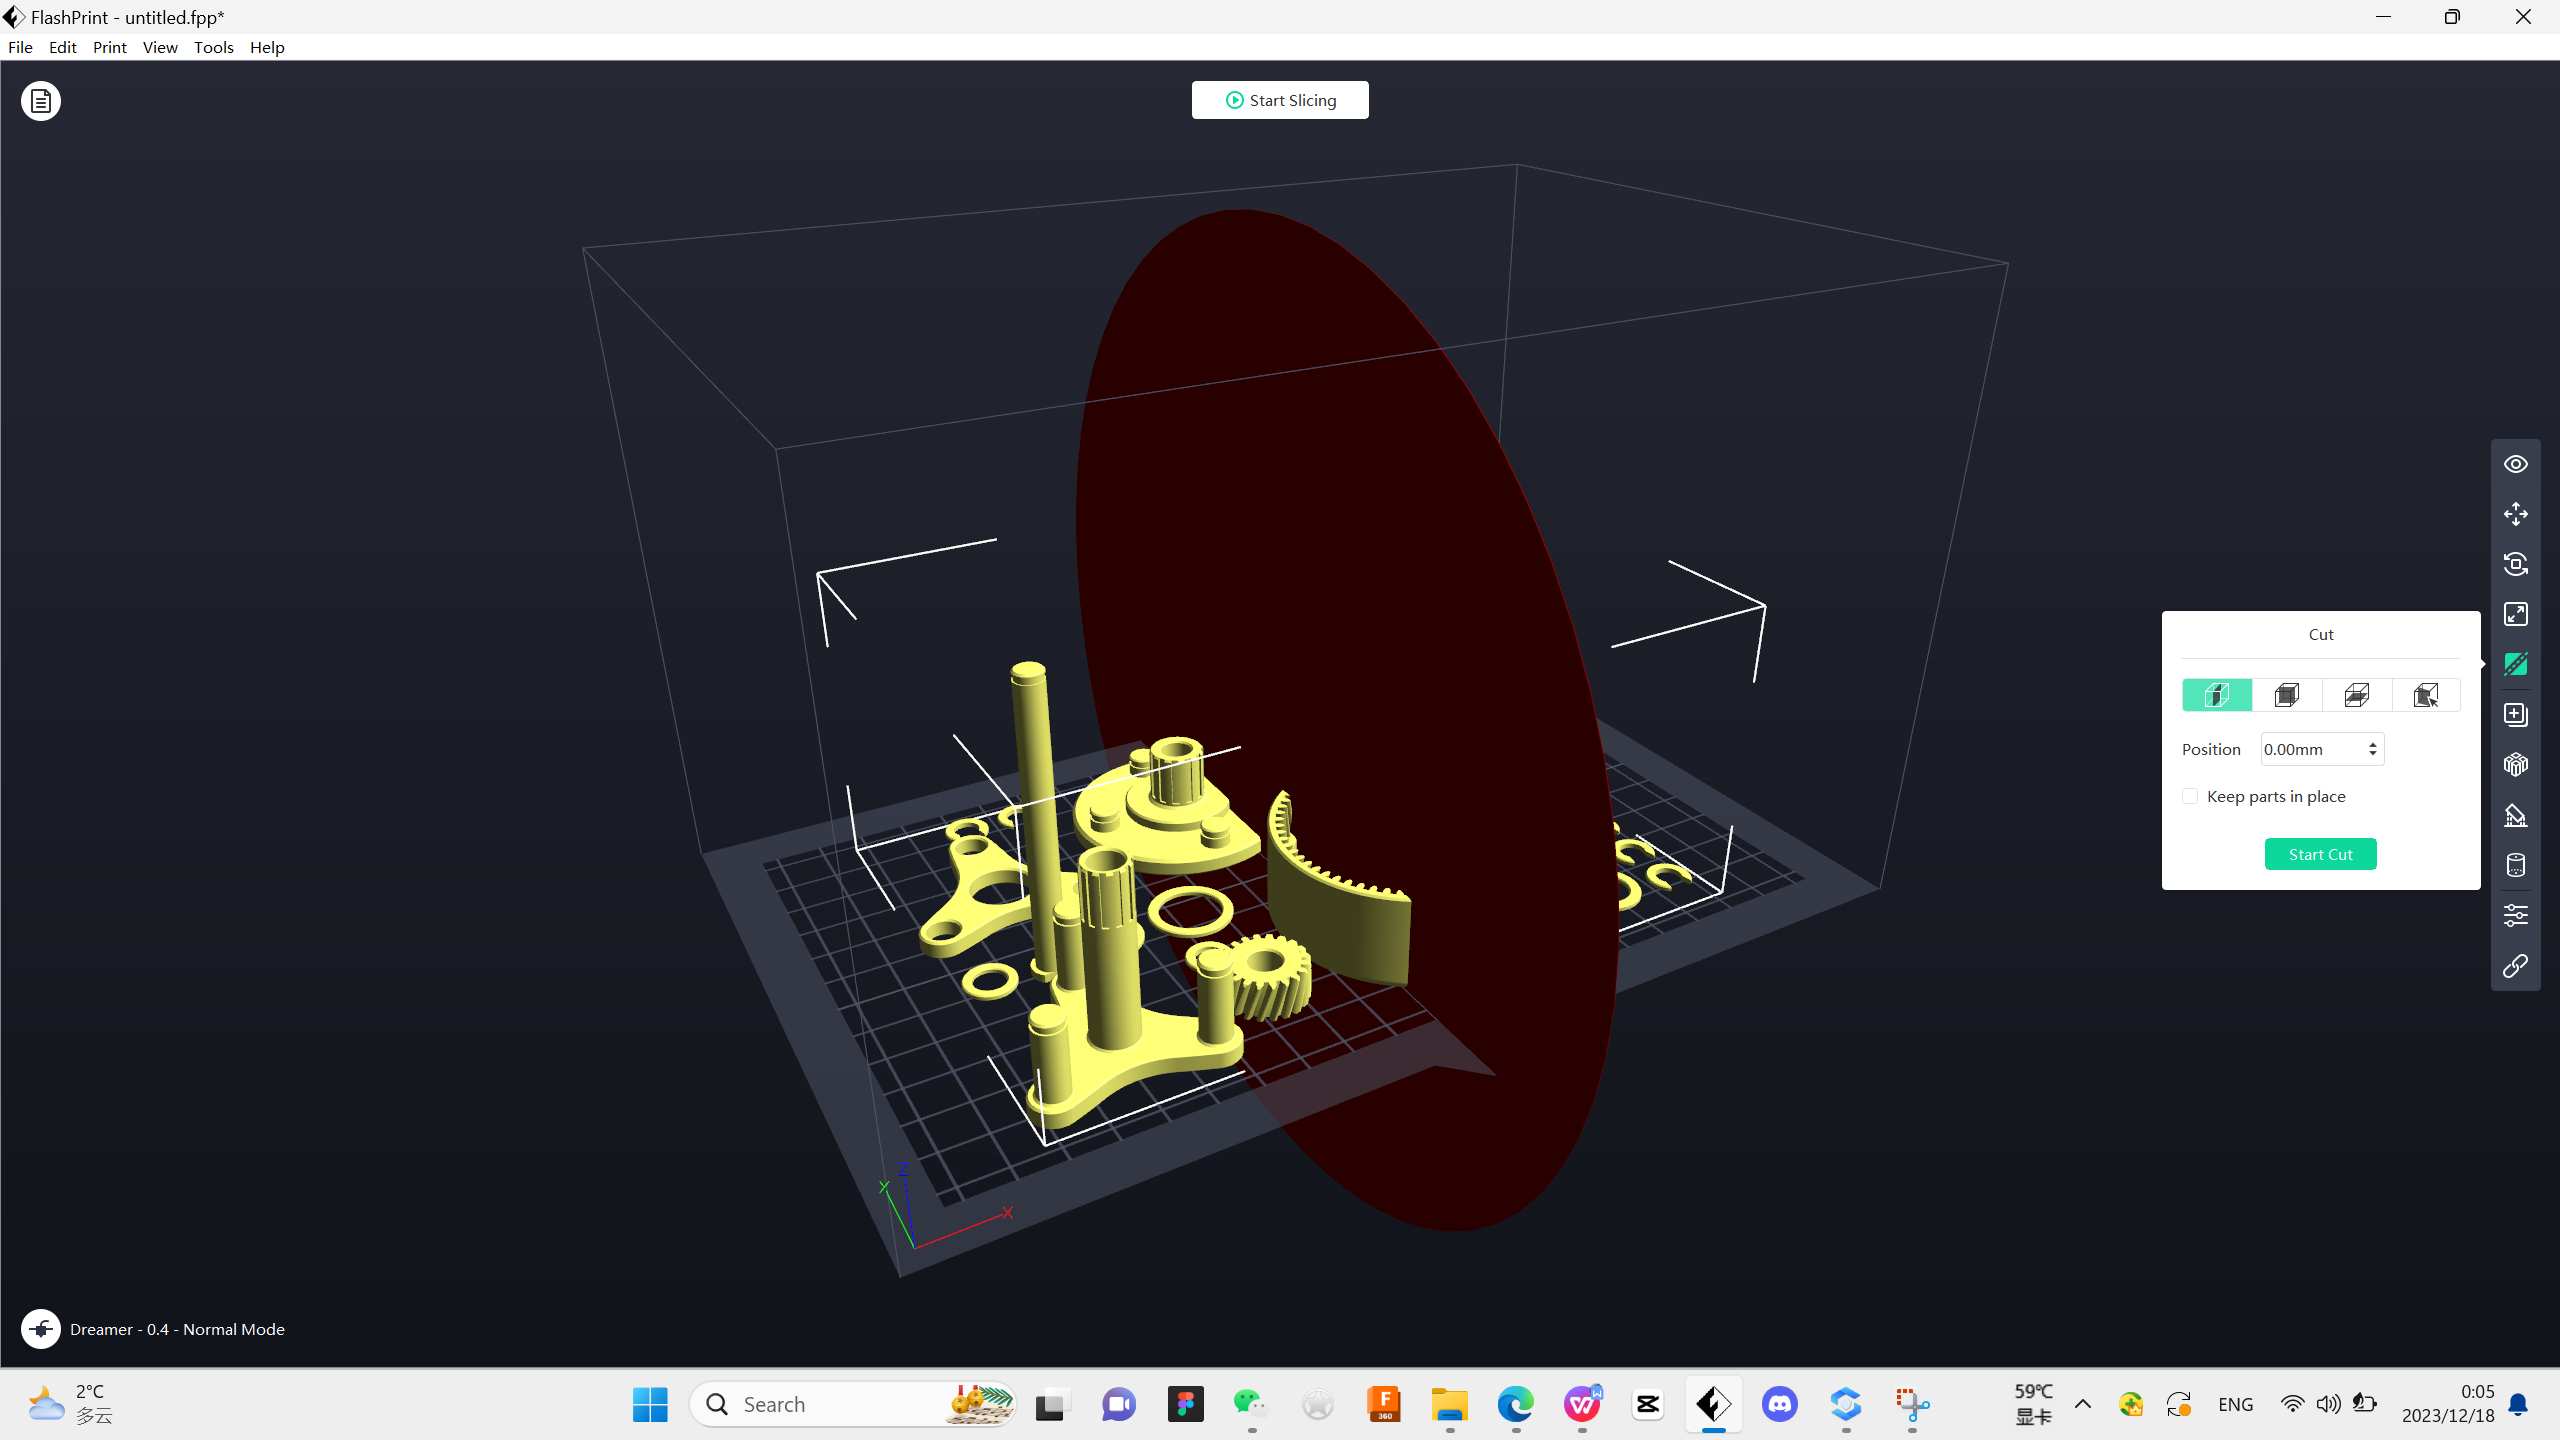 FlashPrint - untitled.fpp*
File Edit Print View Tools Help
Start Slicing
Cut
Position 0.00mm
Keep parts in place
Start Cut
Z
Y
X
Dreamer - 0.4 - Normal Mode
2°C
多云
Search
F
360
W
59℃
显卡
ENG
0:05
2023/12/18